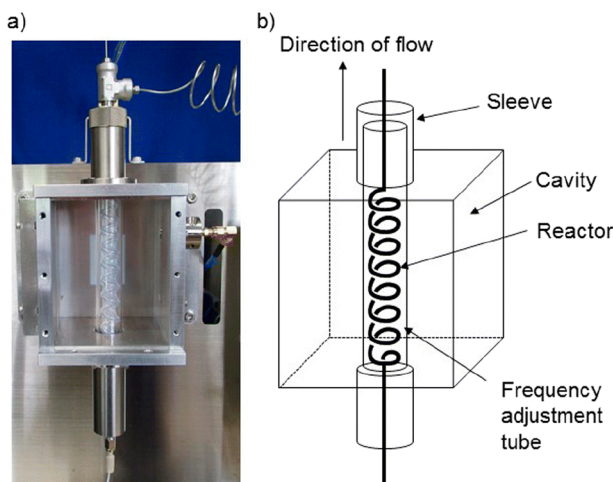 a)
b)
Direction of flow
Sleeve
Cavity
Reactor
Frequency
adjustment
tube